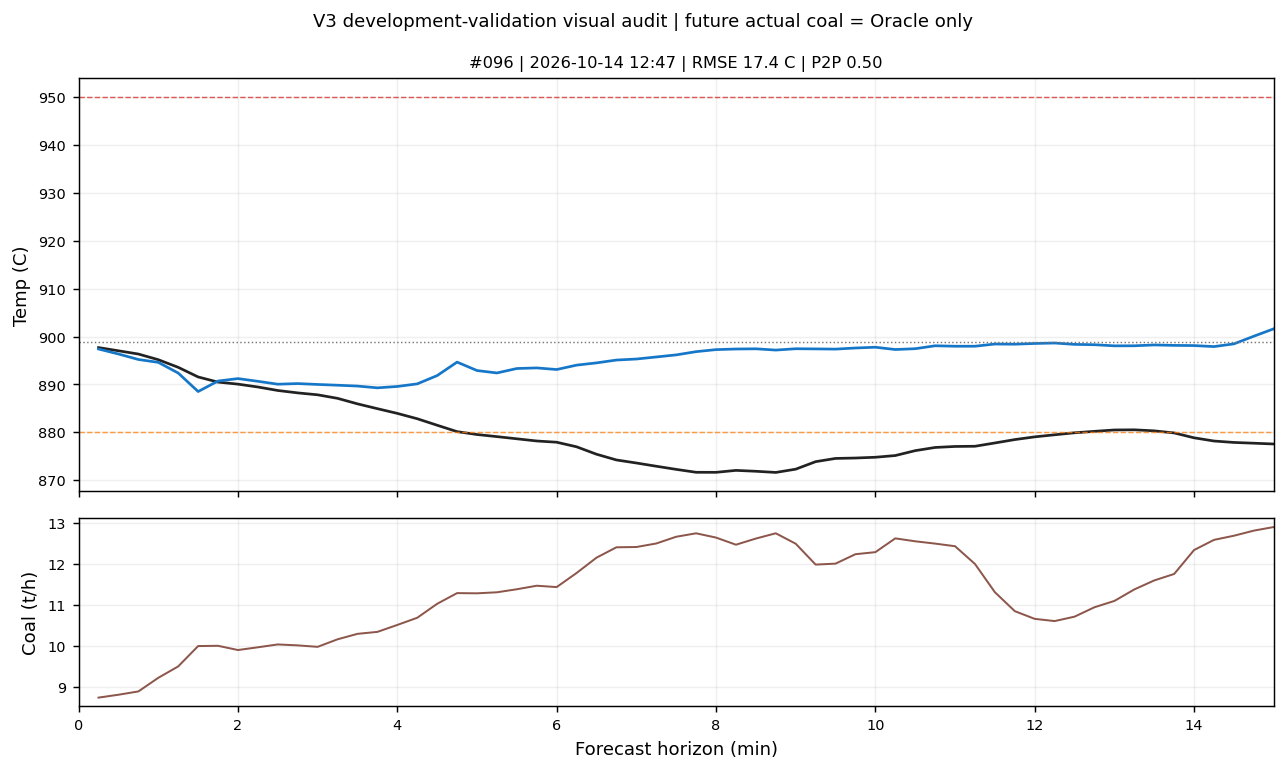 V3 development-validation visual audit | future actual coal = Oracle only
#096 | 2026-10-14 12:47 | RMSE 17.4 C | P2P 0.50
Temp (C)
950
940
930
920
910
900
890
880
870
Coal (t/h)
13
12
11
10
9
0 2 4 6 8 10 12 14
Forecast horizon (min)